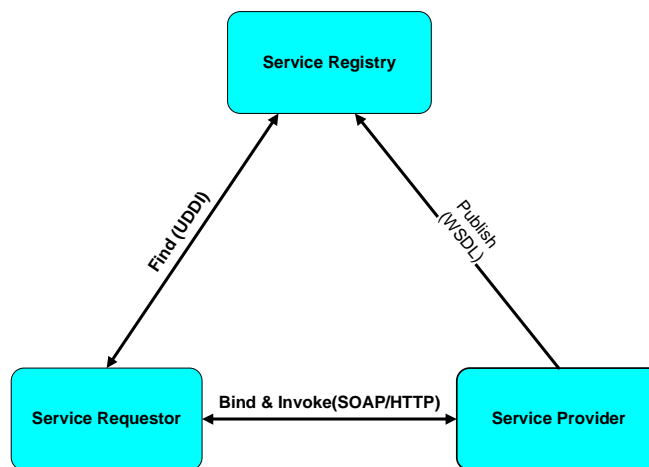 Service Registry
Find (UDDI)
Publish
(WSDL)
Service Requestor
Bind & Invoke(SOAP/HTTP)
Service Provider